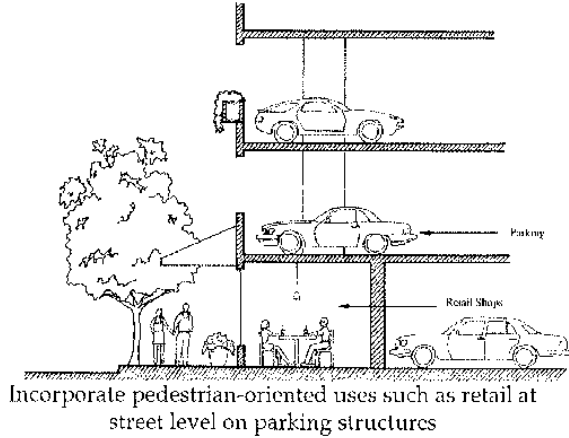 Parking
Retail Shops
Incorporate pedestrian-oriented uses such as retail at
street level on parking structures